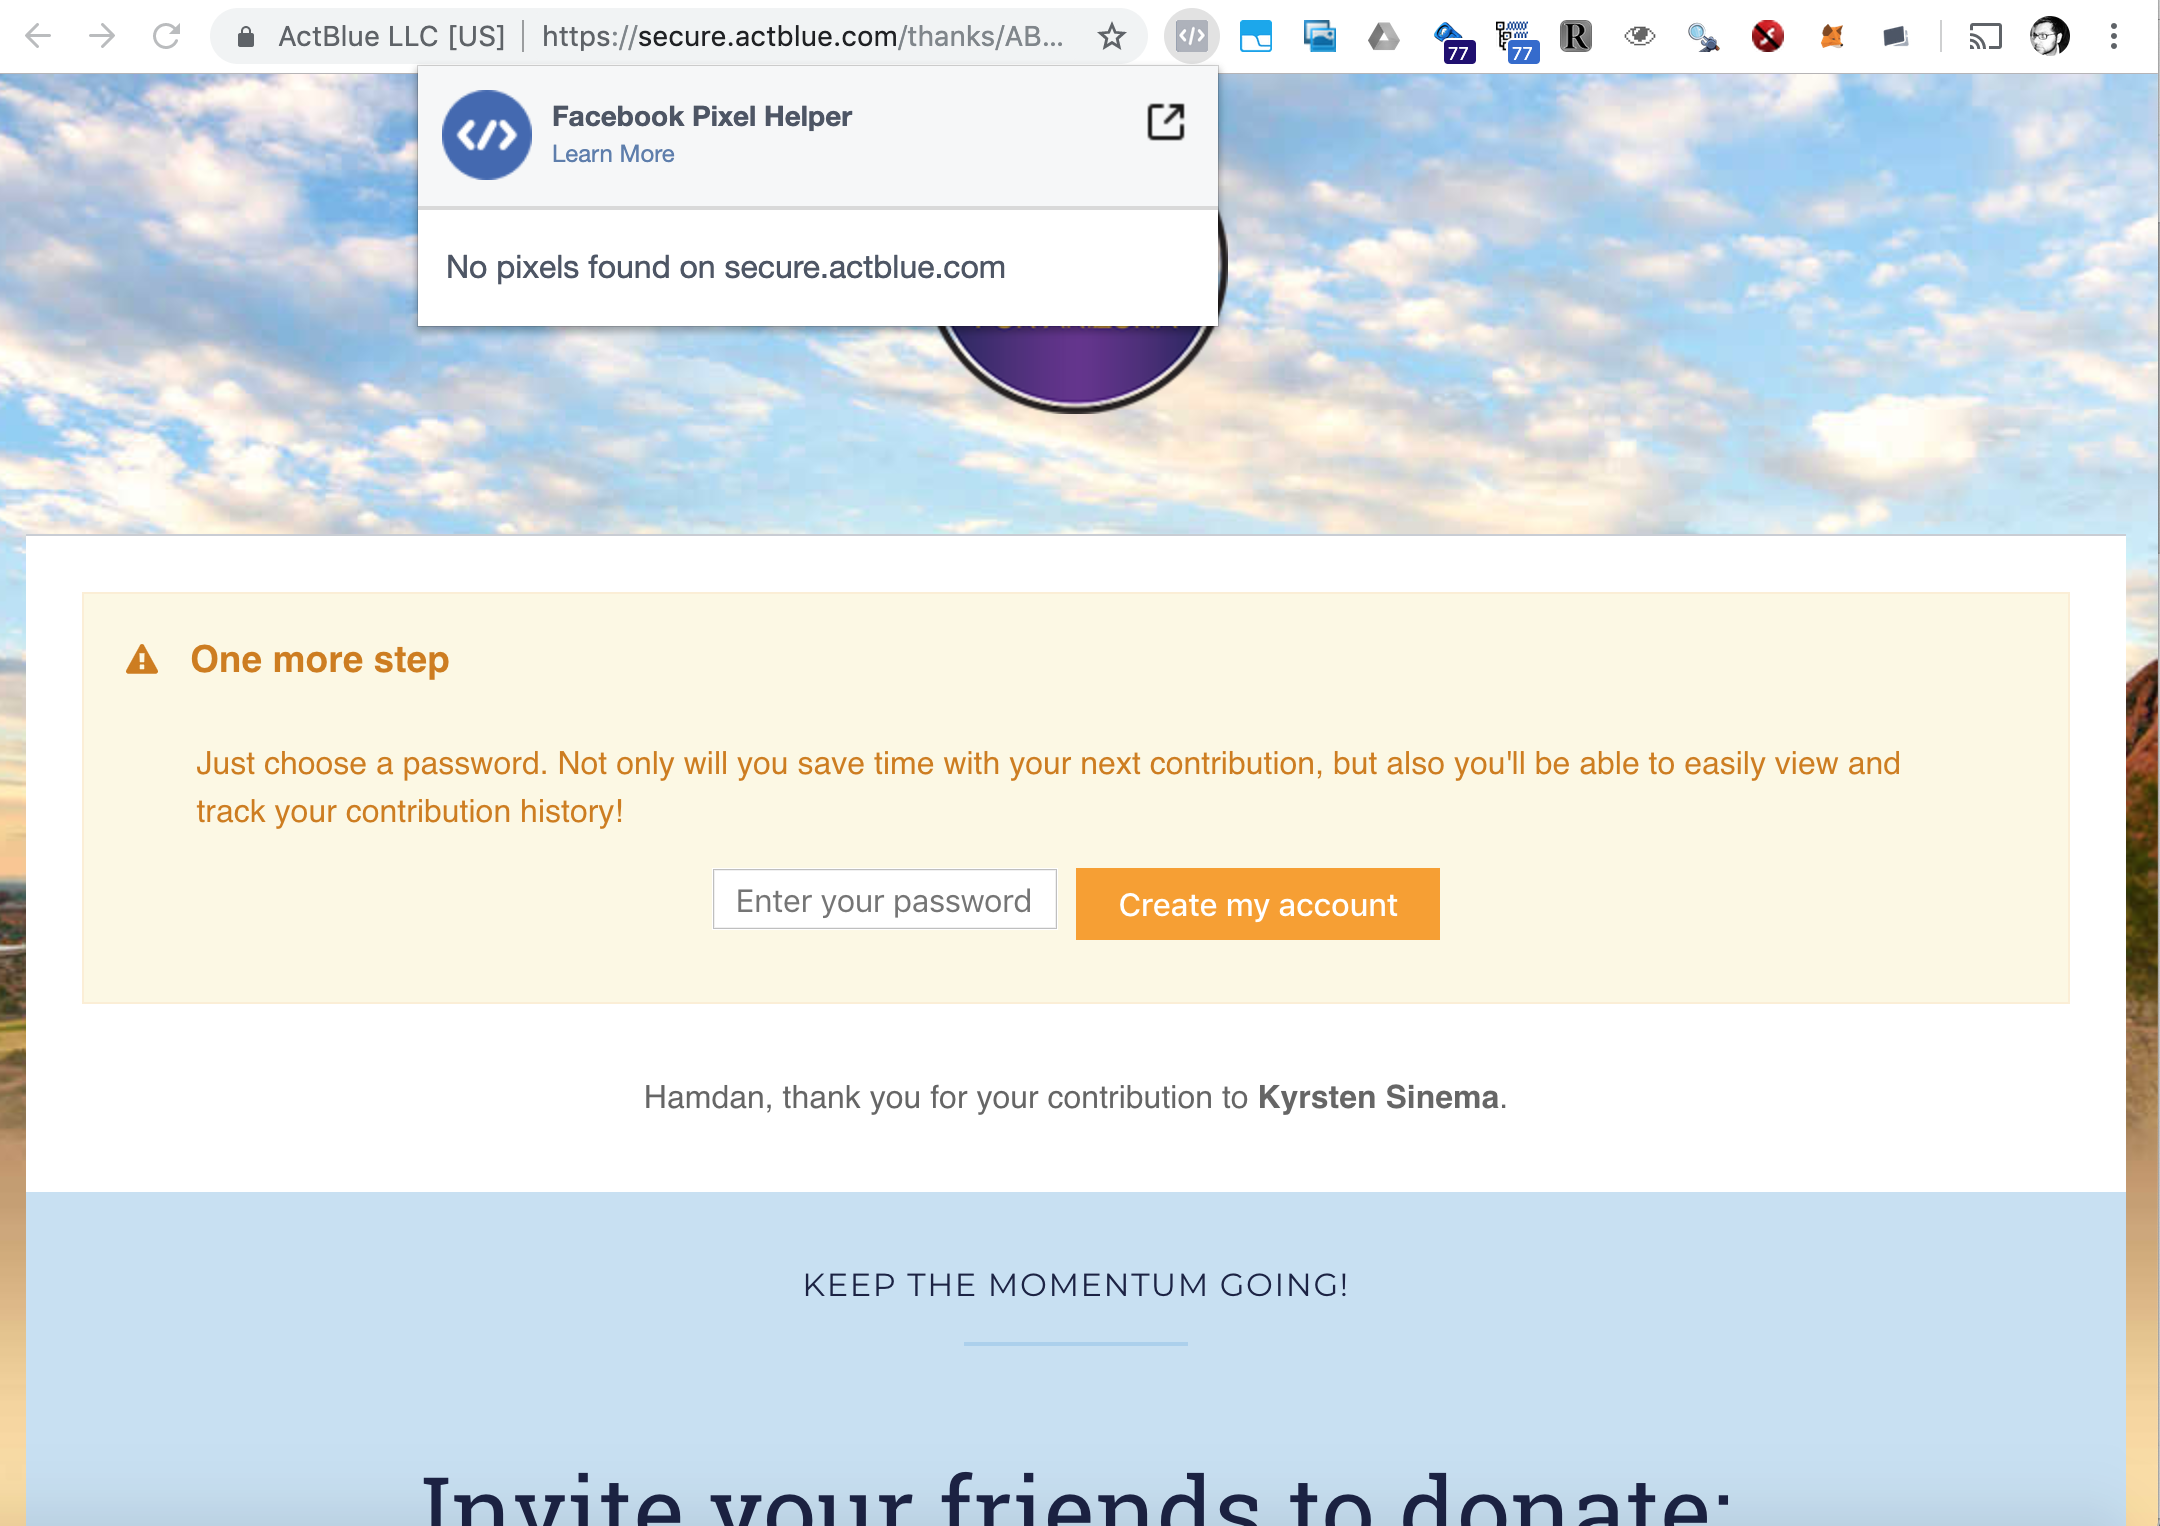 ActBlue LLC [US] | https://secure.actblue.com/thanks/AB...
77
77
R
Facebook Pixel Helper
Learn More
No pixels found on secure.actblue.com
One more step
Just choose a password. Not only will you save time with your next contribution, but also you'll be able to easily view and
track your contribution history!
Enter your password
Create my account
Hamdan, thank you for your contribution to Kyrsten Sinema.
KEEP THE MOMENTUM GOING!
Invite your friends to donate: